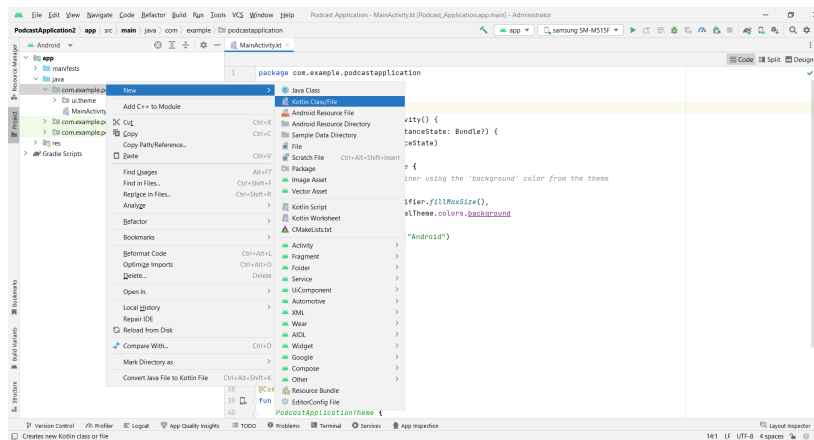 File Edit View Navigate Code Refactor Build Run Tools VCS Window Help Podcast Application - MainActivity.kt [Podcast_Application.app.main] - Administrator
PodcastApplication2 app src main java com example podcastapplication
app samsung SM-M515F
Android
MainActivity.kt
Code Split Design
Resource Manager
Project
Bookmarks
Build Variants
Structure
app
manifests
java
com.example.po
ui.theme
MainActivity
com.example.po
com.example.po
res
Gradle Scripts
New
Add C++ to Module
Cut Ctrl+X
Copy Ctrl+C
Copy Path/Reference...
Paste Ctrl+V
Find Usages Alt+F7
Find in Files... Ctrl+Shift+F
Replace in Files... Ctrl+Shift+R
Analyze
Refactor
Bookmarks
Reformat Code Ctrl+Alt+L
Optimize Imports Ctrl+Alt+O
Delete... Delete
Open In
Local History
Repair IDE
Reload from Disk
Compare With... Ctrl+D
Mark Directory as
Convert Java File to Kotlin File Ctrl+Alt+Shift+K
Java Class
Kotlin Class/File
Android Resource File
Android Resource Directory
Sample Data Directory
File
Scratch File Ctrl+Alt+Shift+Insert
Package
Image Asset
Vector Asset
Kotlin Script
Kotlin Worksheet
CMakeLists.txt
Activity
Fragment
Folder
Service
UiComponent
Automotive
XML
Wear
AIDL
Widget
Google
Compose
Other
Resource Bundle
EditorConfig File
1 package com.example.podcastapplication
vity() {
tanceState: Bundle?) {
ceState)
e {
iner using the 'background' color from the theme
ifier.fillMaxSize(),
alTheme.colors.background
"Android")
38 @Co
39 fun
40 PodcastApplicationTheme {
Version Control Profiler Logcat App Quality Insights TODO Problems Terminal Services App Inspection Layout Inspector
Creates new Kotlin class or file 14:1 LF UTF-8 4 spaces